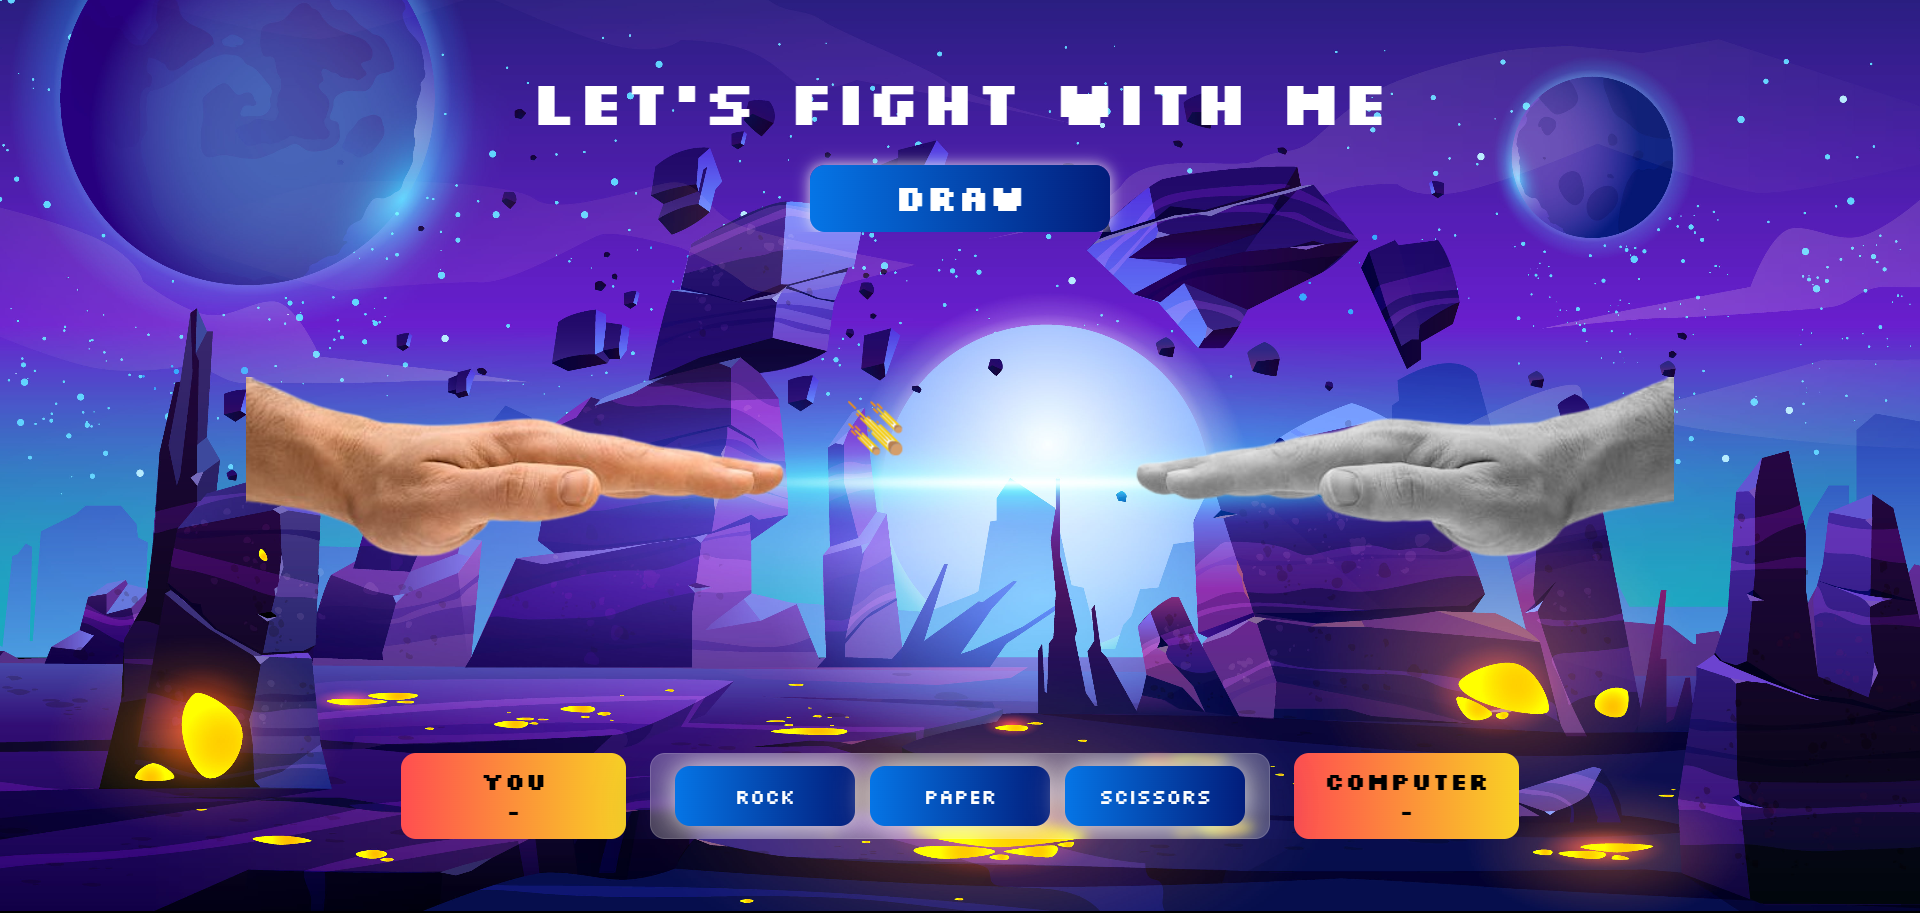 LET'S FIGHT WITH ME
DRAW
YOU
-
ROCK
PAPER
SCISSORS
COMPUTER
-